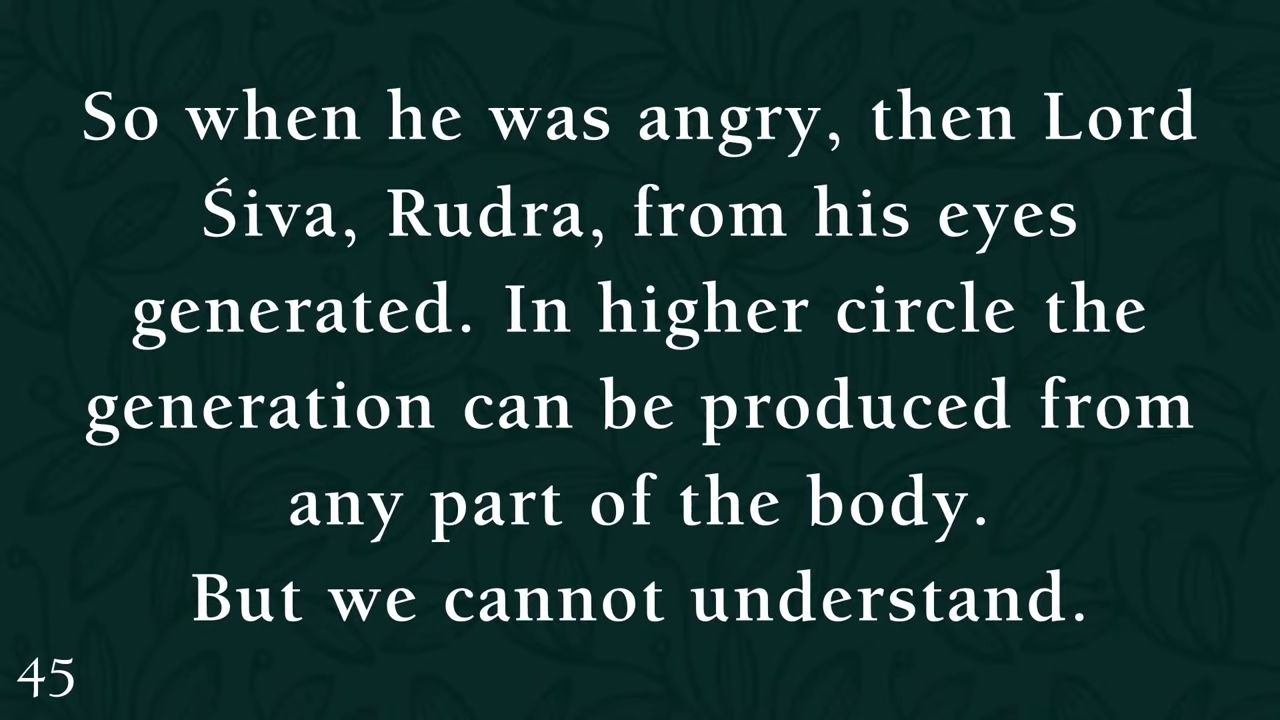 So when he was angry, then Lord
Śiva, Rudra, from his eyes
generated. In higher circle the
generation can be produced from
any part of the body.
But we cannot understand.
45